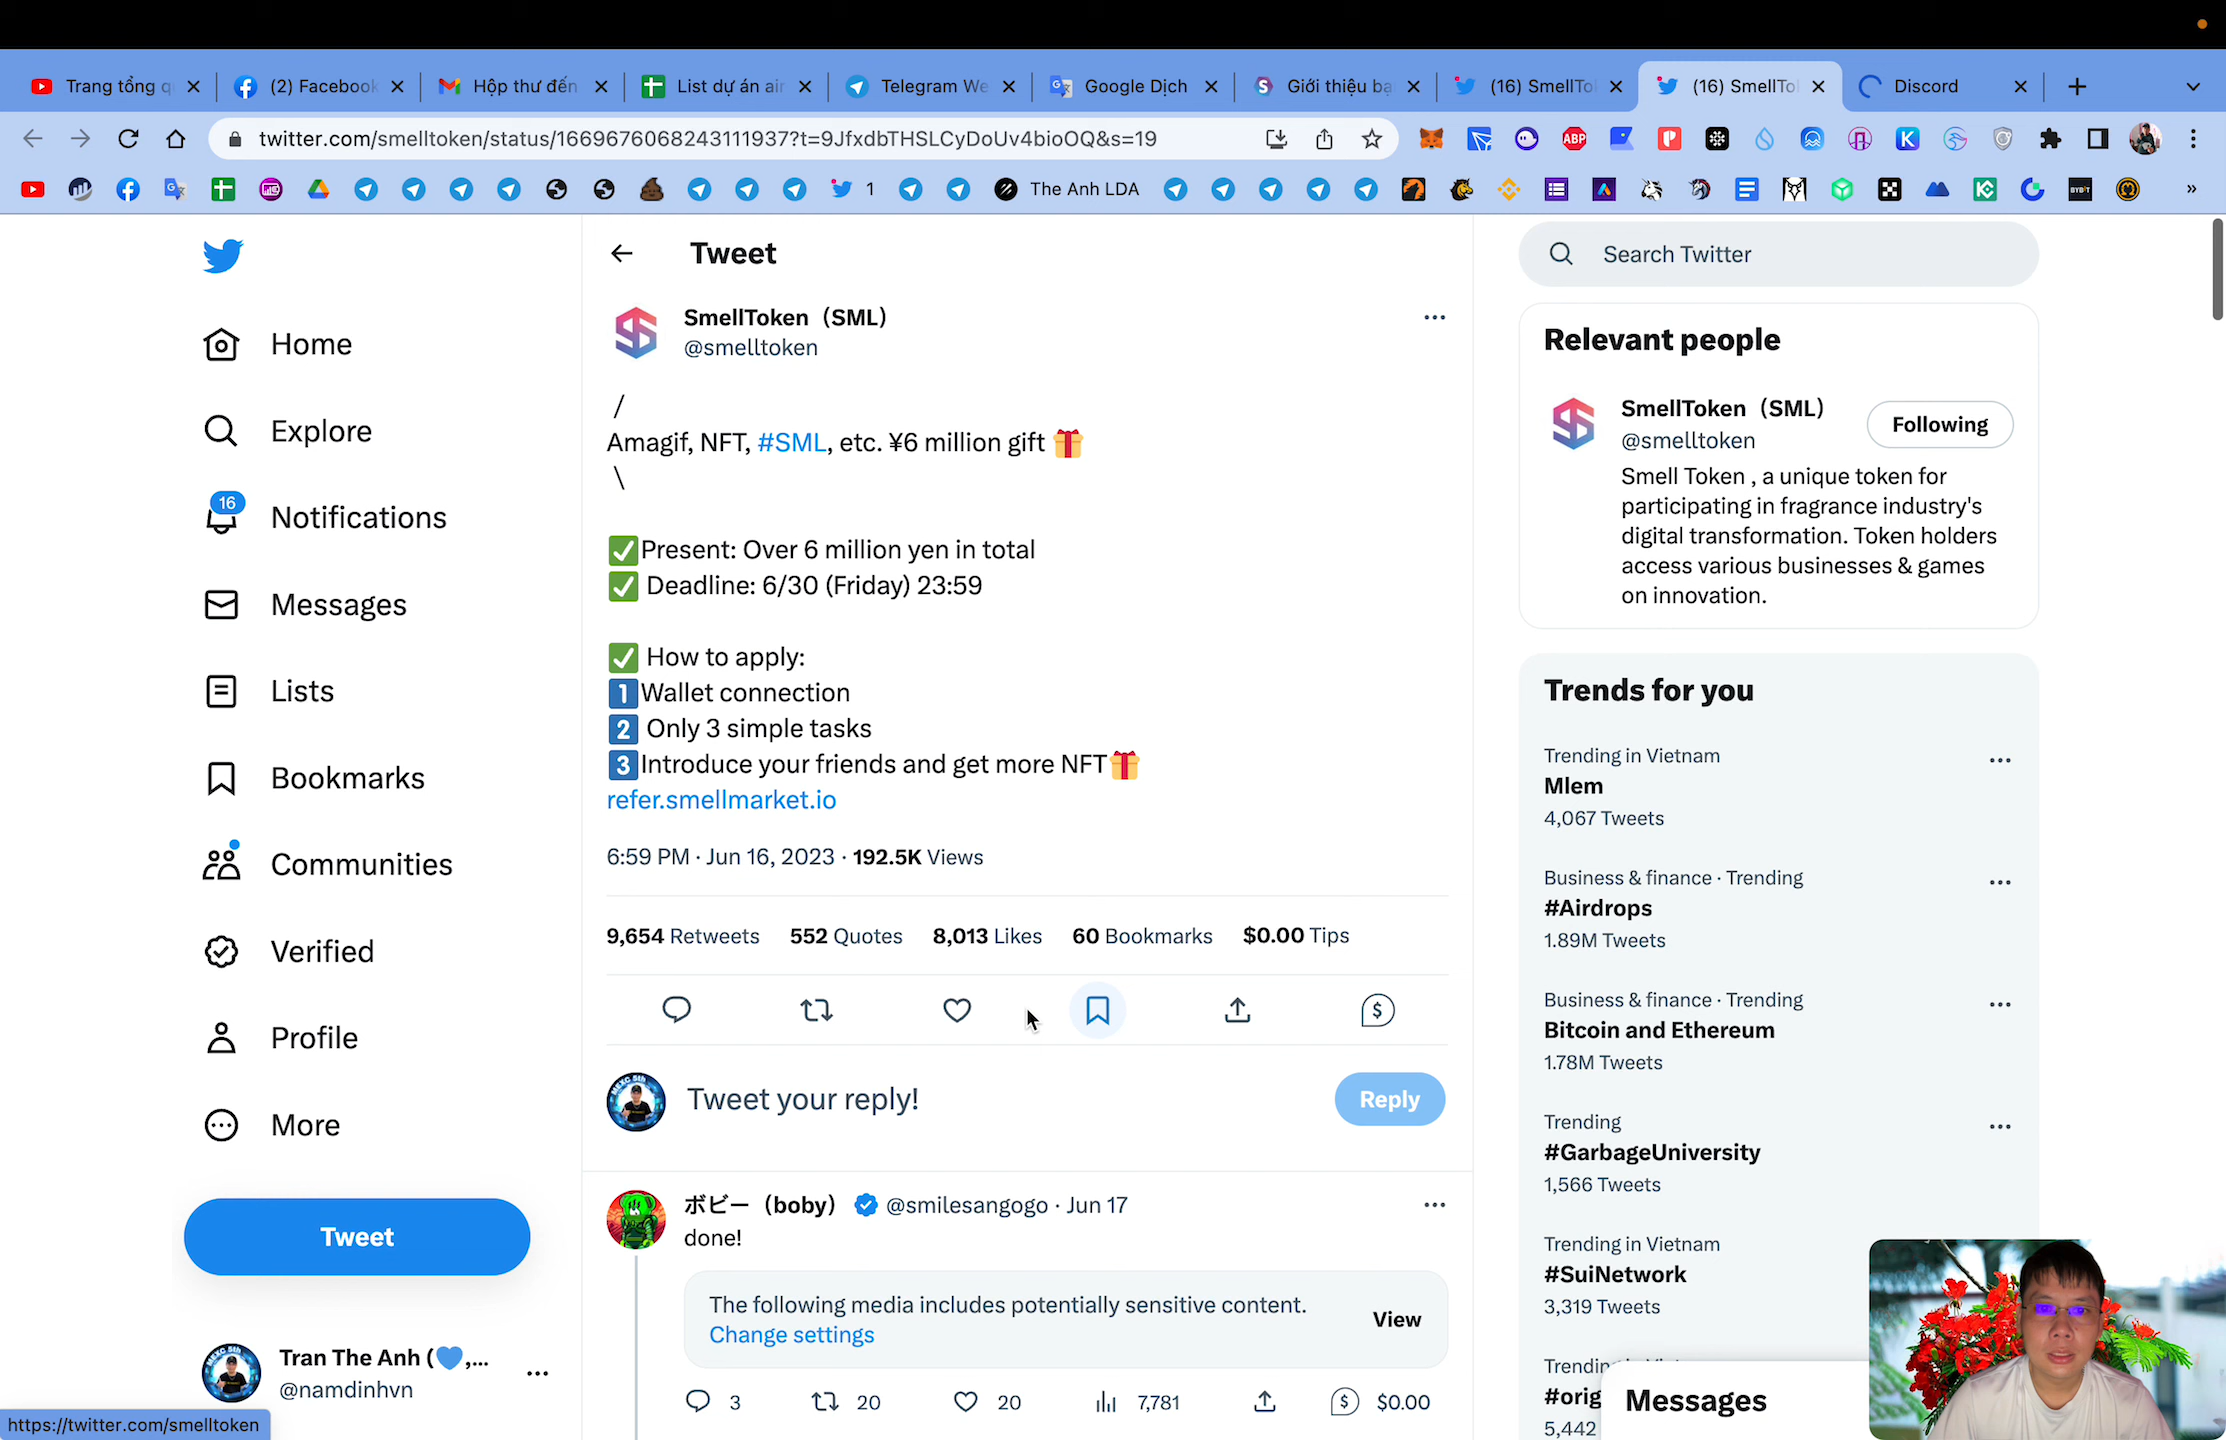 Trang tổng q
(2) Facebook
Hộp thư đến
List dự án air
Telegram We
Google Dịch
Giới thiệu bạ
(16) SmellTo
(16) SmellTo
Discord
twitter.com/smelltoken/status/1669676068243111937?t=9JfxdbTHSLCyDoUv4bioOQ&s=19
ABP
1
The Anh LDA
BYBIT
Tweet
Search Twitter
SmellToken（SML）
@smelltoken
Relevant people
Home
/
SmellToken（SML）
@smelltoken
Following
Explore
Amagif, NFT, #SML, etc. ¥6 million gift 🎁
\
Smell Token , a unique token for
participating in fragrance industry's
digital transformation. Token holders
access various businesses & games
on innovation.
16
Notifications
✅Present: Over 6 million yen in total
✅ Deadline: 6/30 (Friday) 23:59
Messages
✅ How to apply:
1️⃣Wallet connection
2️⃣ Only 3 simple tasks
3️⃣Introduce your friends and get more NFT🎁
refer.smellmarket.io
Lists
Trends for you
Bookmarks
Trending in Vietnam
Mlem
4,067 Tweets
6:59 PM · Jun 16, 2023 · 192.5K Views
Communities
Business & finance · Trending
#Airdrops
1.89M Tweets
9,654 Retweets 552 Quotes 8,013 Likes 60 Bookmarks $0.00 Tips
Verified
Business & finance · Trending
Bitcoin and Ethereum
1.78M Tweets
Profile
Tweet your reply!
Reply
Trending
#GarbageUniversity
1,566 Tweets
More
ボビー（boby） @smilesangogo · Jun 17
done!
Tweet
Trending in Vietnam
#SuiNetwork
3,319 Tweets
The following media includes potentially sensitive content.
Change settings
View
Tran The Anh (💙,...
@namdinhvn
3 20 20 7,781 $0.00
#orig
5,442
Messages
https://twitter.com/smelltoken